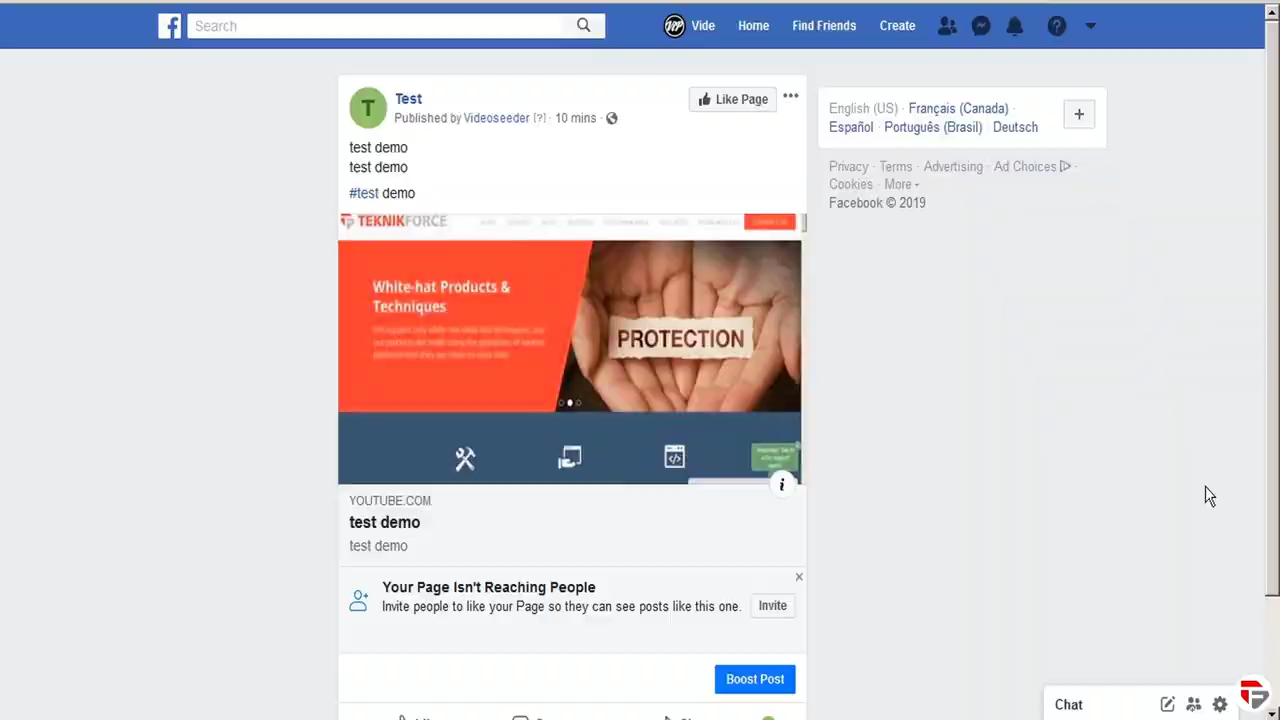 Search
Vide Home Find Friends Create
T
Test
Like Page
Published by Videoseeder [?] · 10 mins ·
test demo
test demo
#test demo
TEKNIKFORCE
White-hat Products &
Techniques
PROTECTION
i
YOUTUBE.COM
test demo
test demo
Your Page Isn't Reaching People
Invite people to like your Page so they can see posts like this one.
Invite
Boost Post
English (US) · Français (Canada) ·
Español · Português (Brasil) · Deutsch
+
Privacy · Terms · Advertising · Ad Choices ·
Cookies · More
Facebook © 2019
Chat